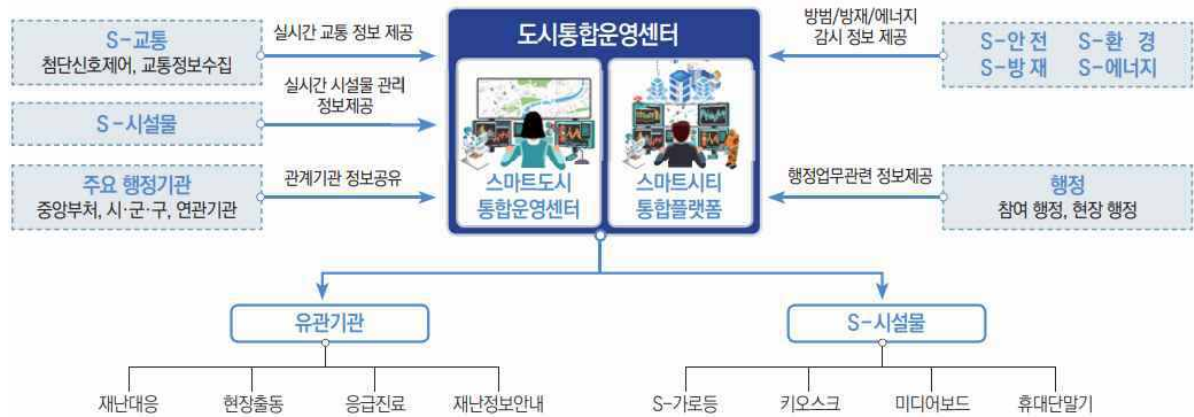 S-교통
첨단신호제어, 교통정보수집
실시간 교통 정보 제공
S-시설물
실시간 시설물 관리
정보제공
주요 행정기관
중앙부처, 시·군·구, 연관기관
관계기관 정보공유
도시통합운영센터
스마트도시
통합운영센터
스마트시티
통합플랫폼
방범/방재/에너지
감시 정보 제공
S-안전 S-환 경
S-방재 S-에너지
행정업무관련 정보제공
행정
참여 행정, 현장 행정
유관기관
재난대응 현장출동 응급진료 재난정보안내
S-시설물
S-가로등 키오스크 미디어보드 휴대단말기